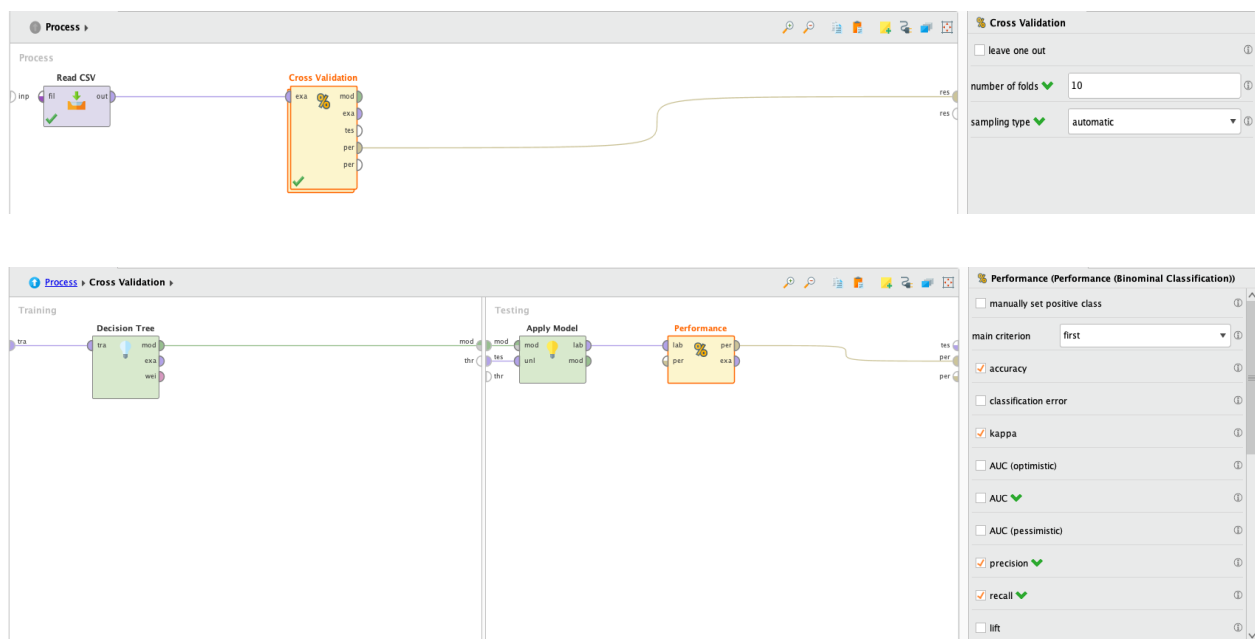 Process
Cross Validation
leave one out
Process
Read CSV
Cross Validation
inp
fil
out
exa
mod
exa
tes
per
per
res
res
number of folds
10
sampling type
automatic
Process Cross Validation
Performance (Performance (Binominal Classification))
Training
Testing
manually set positive class
Decision Tree
Apply Model
Performance
tra
tra
mod
exa
wei
mod
thr
mod
tes
thr
mod
unl
lab
mod
lab
per
per
exa
tes
per
per
main criterion
first
accuracy
classification error
kappa
AUC (optimistic)
AUC
AUC (pessimistic)
precision
recall
lift